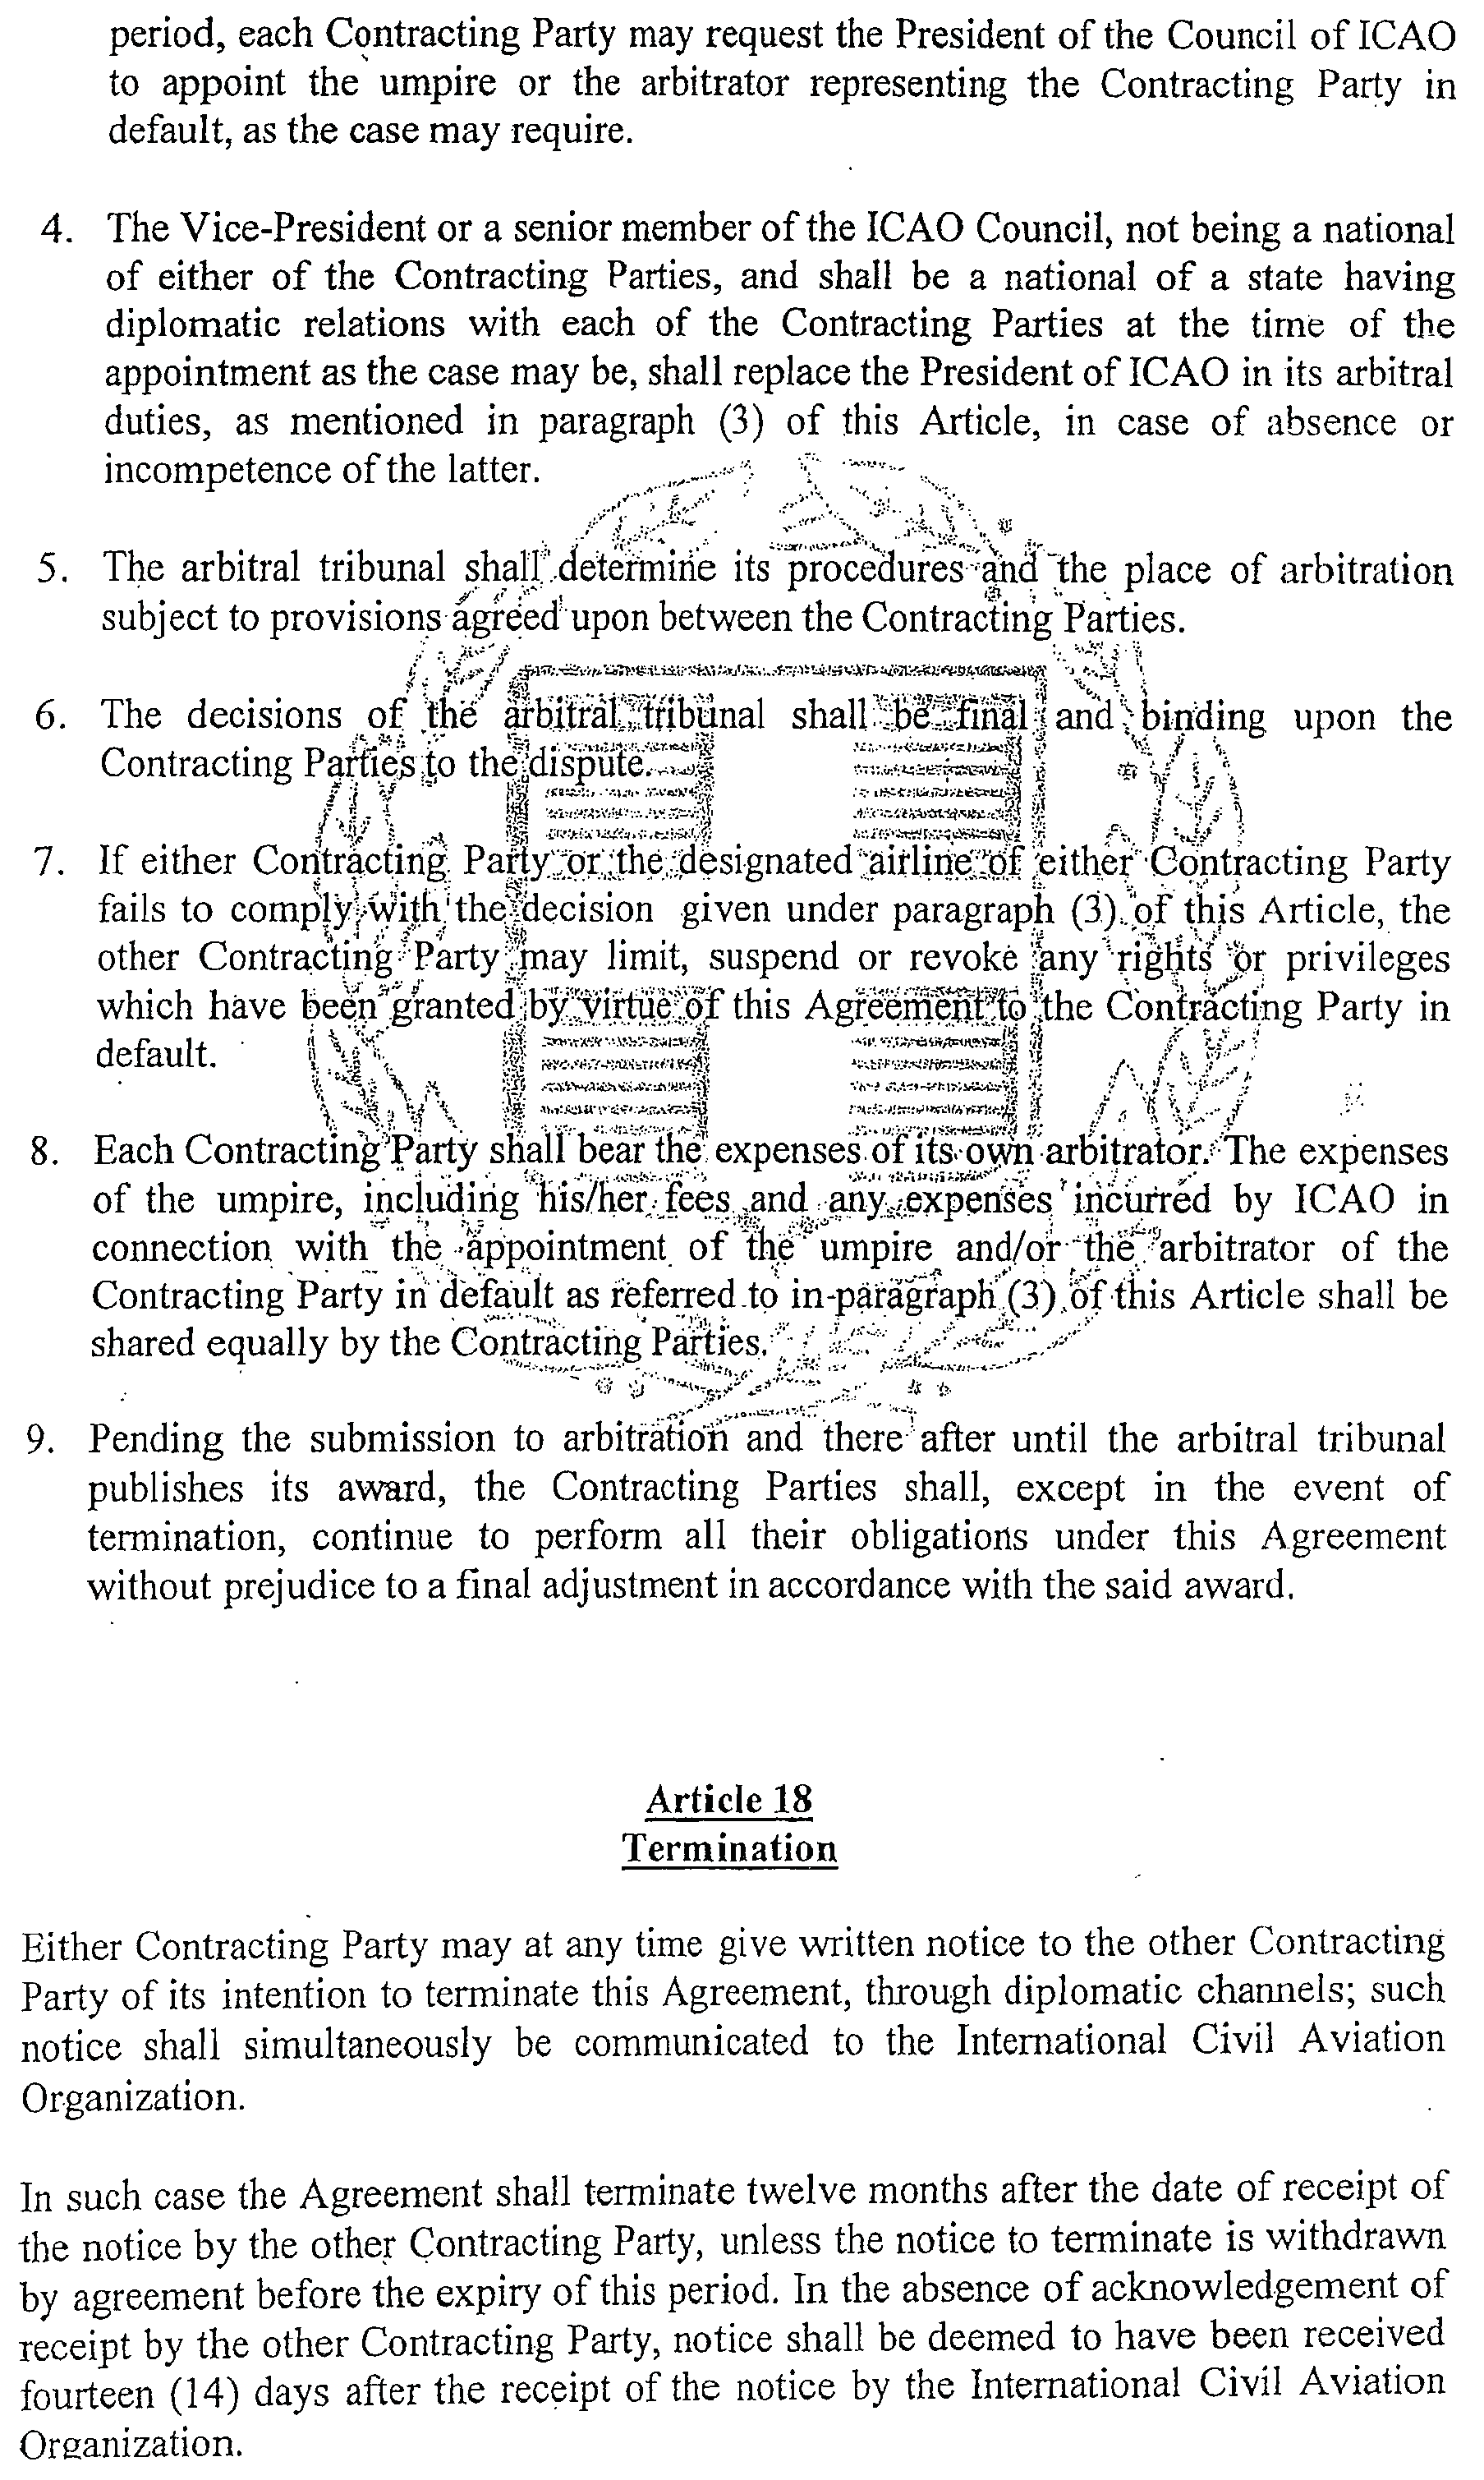 period, each Contracting Party may request the President of the Council of ICAO
to appoint the umpire or the arbitrator representing the Contracting Party in
default, as the case may require.
4. The Vice-President or a senior member of the ICAO Council, not being a national
of either of the Contracting Parties, and shall be a national of a state having
diplomatic relations with each of the Contracting Parties at the time of the
appointment as the case may be, shall replace the President of ICAO in its arbitral
duties, as mentioned in paragraph (3) of this Article, in case of absence or
incompetence of the latter.
5. The arbitral tribunal shall determine its procedures and the place of arbitration
subject to provisions agreed upon between the Contracting Parties.
6. The decisions of the arbitral tribunal shall be final and binding upon the
Contracting Parties to the dispute.
7. If either Contracting Party or the designated airline of either Contracting Party
fails to comply with the decision given under paragraph (3) of this Article, the
other Contracting Party may limit, suspend or revoke any rights or privileges
which have been granted by virtue of this Agreement to the Contracting Party in
default.
8. Each Contracting Party shall bear the expenses of its own arbitrator. The expenses
of the umpire, including his/her fees and any expenses incurred by ICAO in
connection with the appointment of the umpire and/or the arbitrator of the
Contracting Party in default as referred to in paragraph (3) of this Article shall be
shared equally by the Contracting Parties.
9. Pending the submission to arbitration and there after until the arbitral tribunal
publishes its award, the Contracting Parties shall, except in the event of
termination, continue to perform all their obligations under this Agreement
without prejudice to a final adjustment in accordance with the said award.
Article 18
Termination
Either Contracting Party may at any time give written notice to the other Contracting
Party of its intention to terminate this Agreement, through diplomatic channels; such
notice shall simultaneously be communicated to the International Civil Aviation
Organization.
In such case the Agreement shall terminate twelve months after the date of receipt of
the notice by the other Contracting Party, unless the notice to terminate is withdrawn
by agreement before the expiry of this period. In the absence of acknowledgement of
receipt by the other Contracting Party, notice shall be deemed to have been received
fourteen (14) days after the receipt of the notice by the International Civil Aviation
Organization.